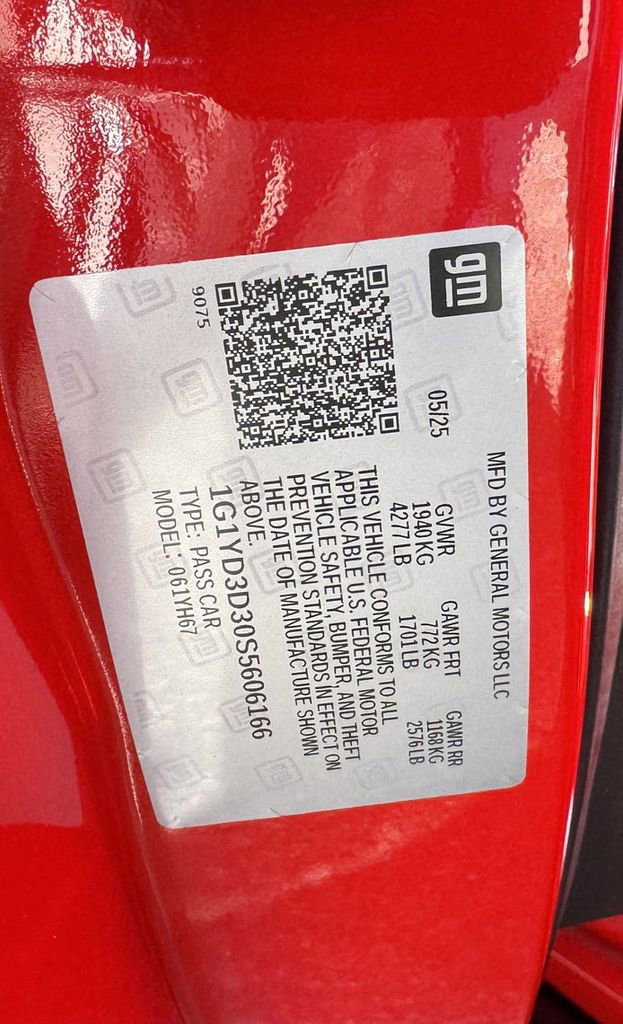 gm
MFD BY GENERAL MOTORS LLC
05/25
GVWR GAWR FRT GAWR RR
1940KG 772KG 1168KG
4277LB 1701LB 2576LB
THIS VEHICLE CONFORMS TO ALL
APPLICABLE U.S. FEDERAL MOTOR
VEHICLE SAFETY, BUMPER, AND THEFT
PREVENTION STANDARDS IN EFFECT ON
THE DATE OF MANUFACTURE SHOWN
ABOVE.
1G1YD3D30S5606166
TYPE: PASS CAR
MODEL: 061YH67
9075